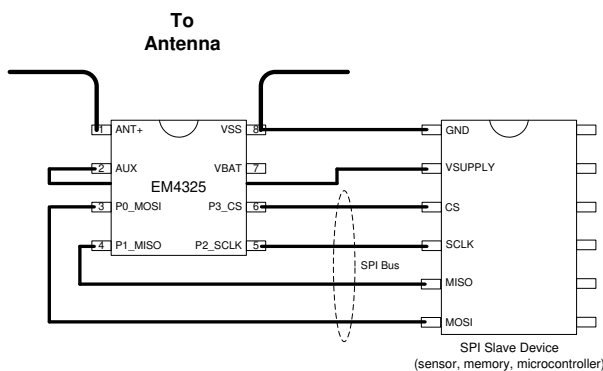 To
Antenna
1 ANT+ VSS 8 GND
2 AUX VBAT 7 VSUPPLY
EM4325
3 P0_MOSI P3_CS 6 CS
4 P1_MISO P2_SCLK 5 SCLK
SPI Bus
MISO
MOSI
SPI Slave Device
(sensor, memory, microcontroller)